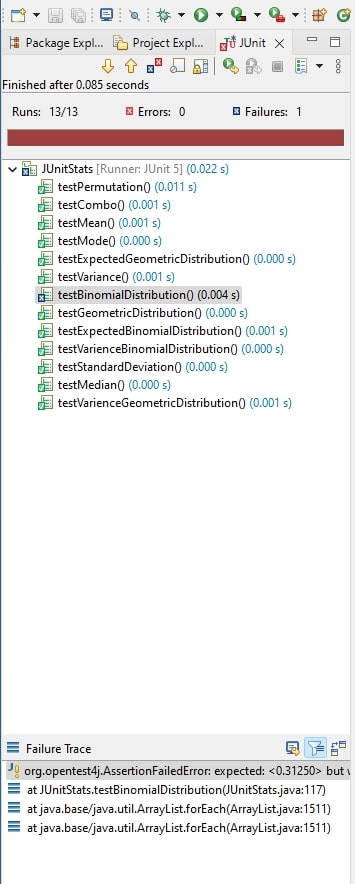 Package Expl...
Project Explo...
JUnit
Finished after 0.085 seconds
Runs: 13/13
Errors: 0
Failures: 1
JUnitStats [Runner: JUnit 5] (0.022 s)
testPermutation() (0.011 s)
testCombo() (0.001 s)
testMean() (0.001 s)
testMode() (0.000 s)
testExpectedGeometricDistribution() (0.000 s)
testVariance() (0.001 s)
testBinomialDistribution() (0.004 s)
testGeometricDistribution() (0.000 s)
testExpectedBinomialDistribution() (0.001 s)
testVarienceBinomialDistribution() (0.000 s)
testStandardDeviation() (0.000 s)
testMedian() (0.000 s)
testVarienceGeometricDistribution() (0.001 s)
Failure Trace
org.opentest4j.AssertionFailedError: expected: <0.31250> but
at JUnitStats.testBinomialDistribution(JUnitStats.java:117)
at java.base/java.util.ArrayList.forEach(ArrayList.java:1511)
at java.base/java.util.ArrayList.forEach(ArrayList.java:1511)